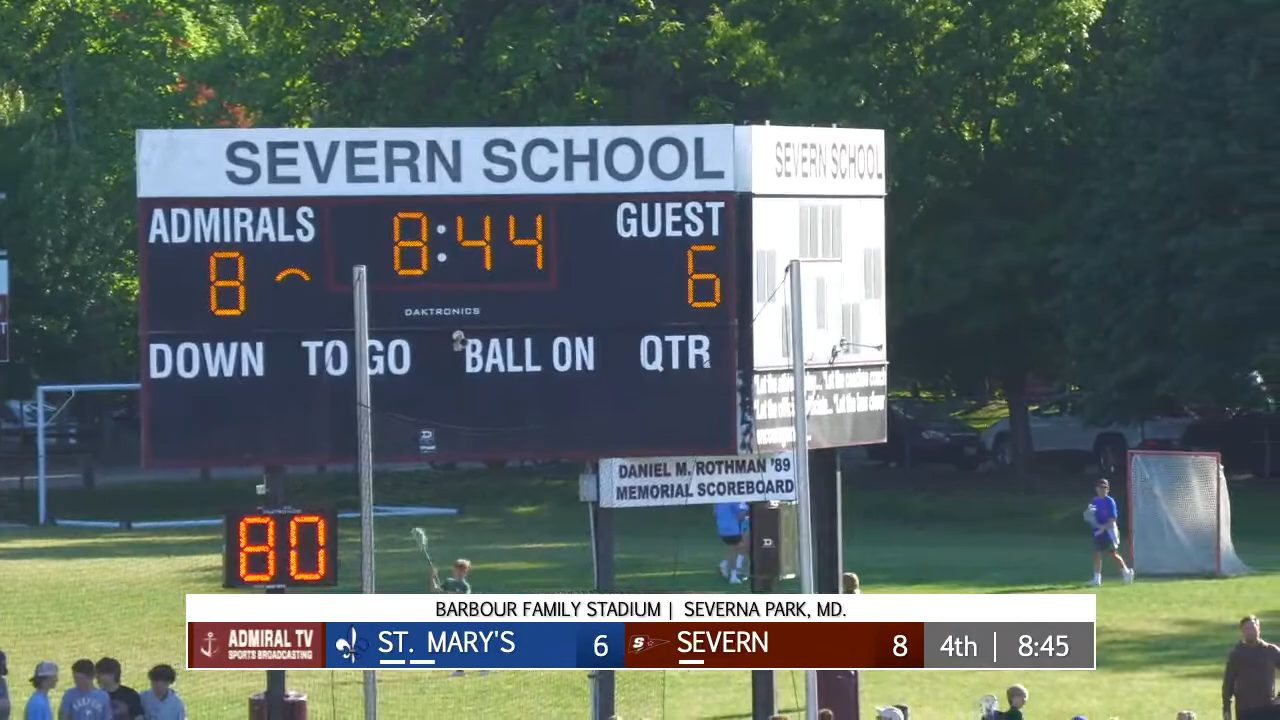 SEVERN SCHOOL
SEVERN SCHOOL
ADMIRALS 8:44 GUEST
8 6
DAKTRONICS
DOWN TO GO BALL ON QTR
DANIEL M. ROTHMAN '89
MEMORIAL SCOREBOARD
80
BARBOUR FAMILY STADIUM | SEVERNA PARK, MD.
ADMIRAL TV
SPORTS BROADCASTING
ST. MARY'S 6 S SEVERN 8 4th | 8:45